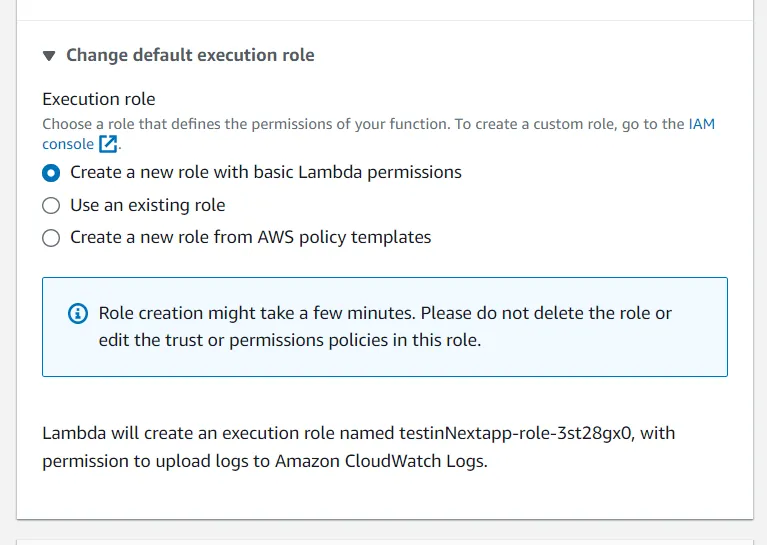 Change default execution role
Execution role
Choose a role that defines the permissions of your function. To create a custom role, go to the IAM
console.
Create a new role with basic Lambda permissions
Use an existing role
Create a new role from AWS policy templates
Role creation might take a few minutes. Please do not delete the role or
edit the trust or permissions policies in this role.
Lambda will create an execution role named testinNextapp-role-3st28gx0, with
permission to upload logs to Amazon CloudWatch Logs.